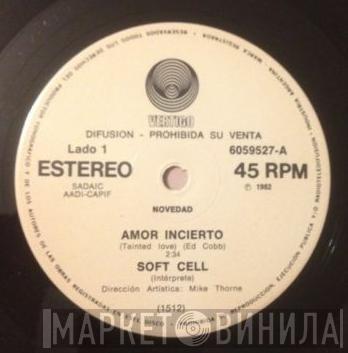 VERTIGO
DIFUSION - PROHIBIDA SU VENTA
Lado 1
6059527-A
ESTEREO
45 RPM
SADAIC
AADI-CAPIF
℗ 1982
NOVEDAD
AMOR INCIERTO
(Tainted love) (Ed Cobb)
2:34
SOFT CELL
(Intérprete)
Dirección Artística: Mike Thorne
(1512)
МАРКЕТ ВИНИЛА